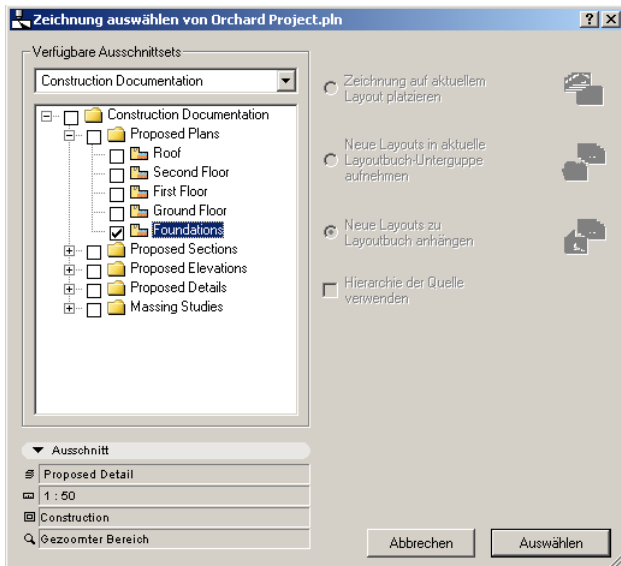 Zeichnung auswählen von Orchard Project.pln
Verfügbare Ausschnittsets
Construction Documentation
Construction Documentation
Proposed Plans
Roof
Second Floor
First Floor
Ground Floor
Foundations
Proposed Sections
Proposed Elevations
Proposed Details
Massing Studies
Zeichnung auf aktuellem
Layout platzieren
Neue Layouts in aktuelle
Layoutbuch-Unterguppe
aufnehmen
Neue Layouts zu
Layoutbuch anhängen
Hierarchie der Quelle
verwenden
Ausschnitt
Proposed Detail
1 : 50
Construction
Gezoomter Bereich
Abbrechen
Auswählen